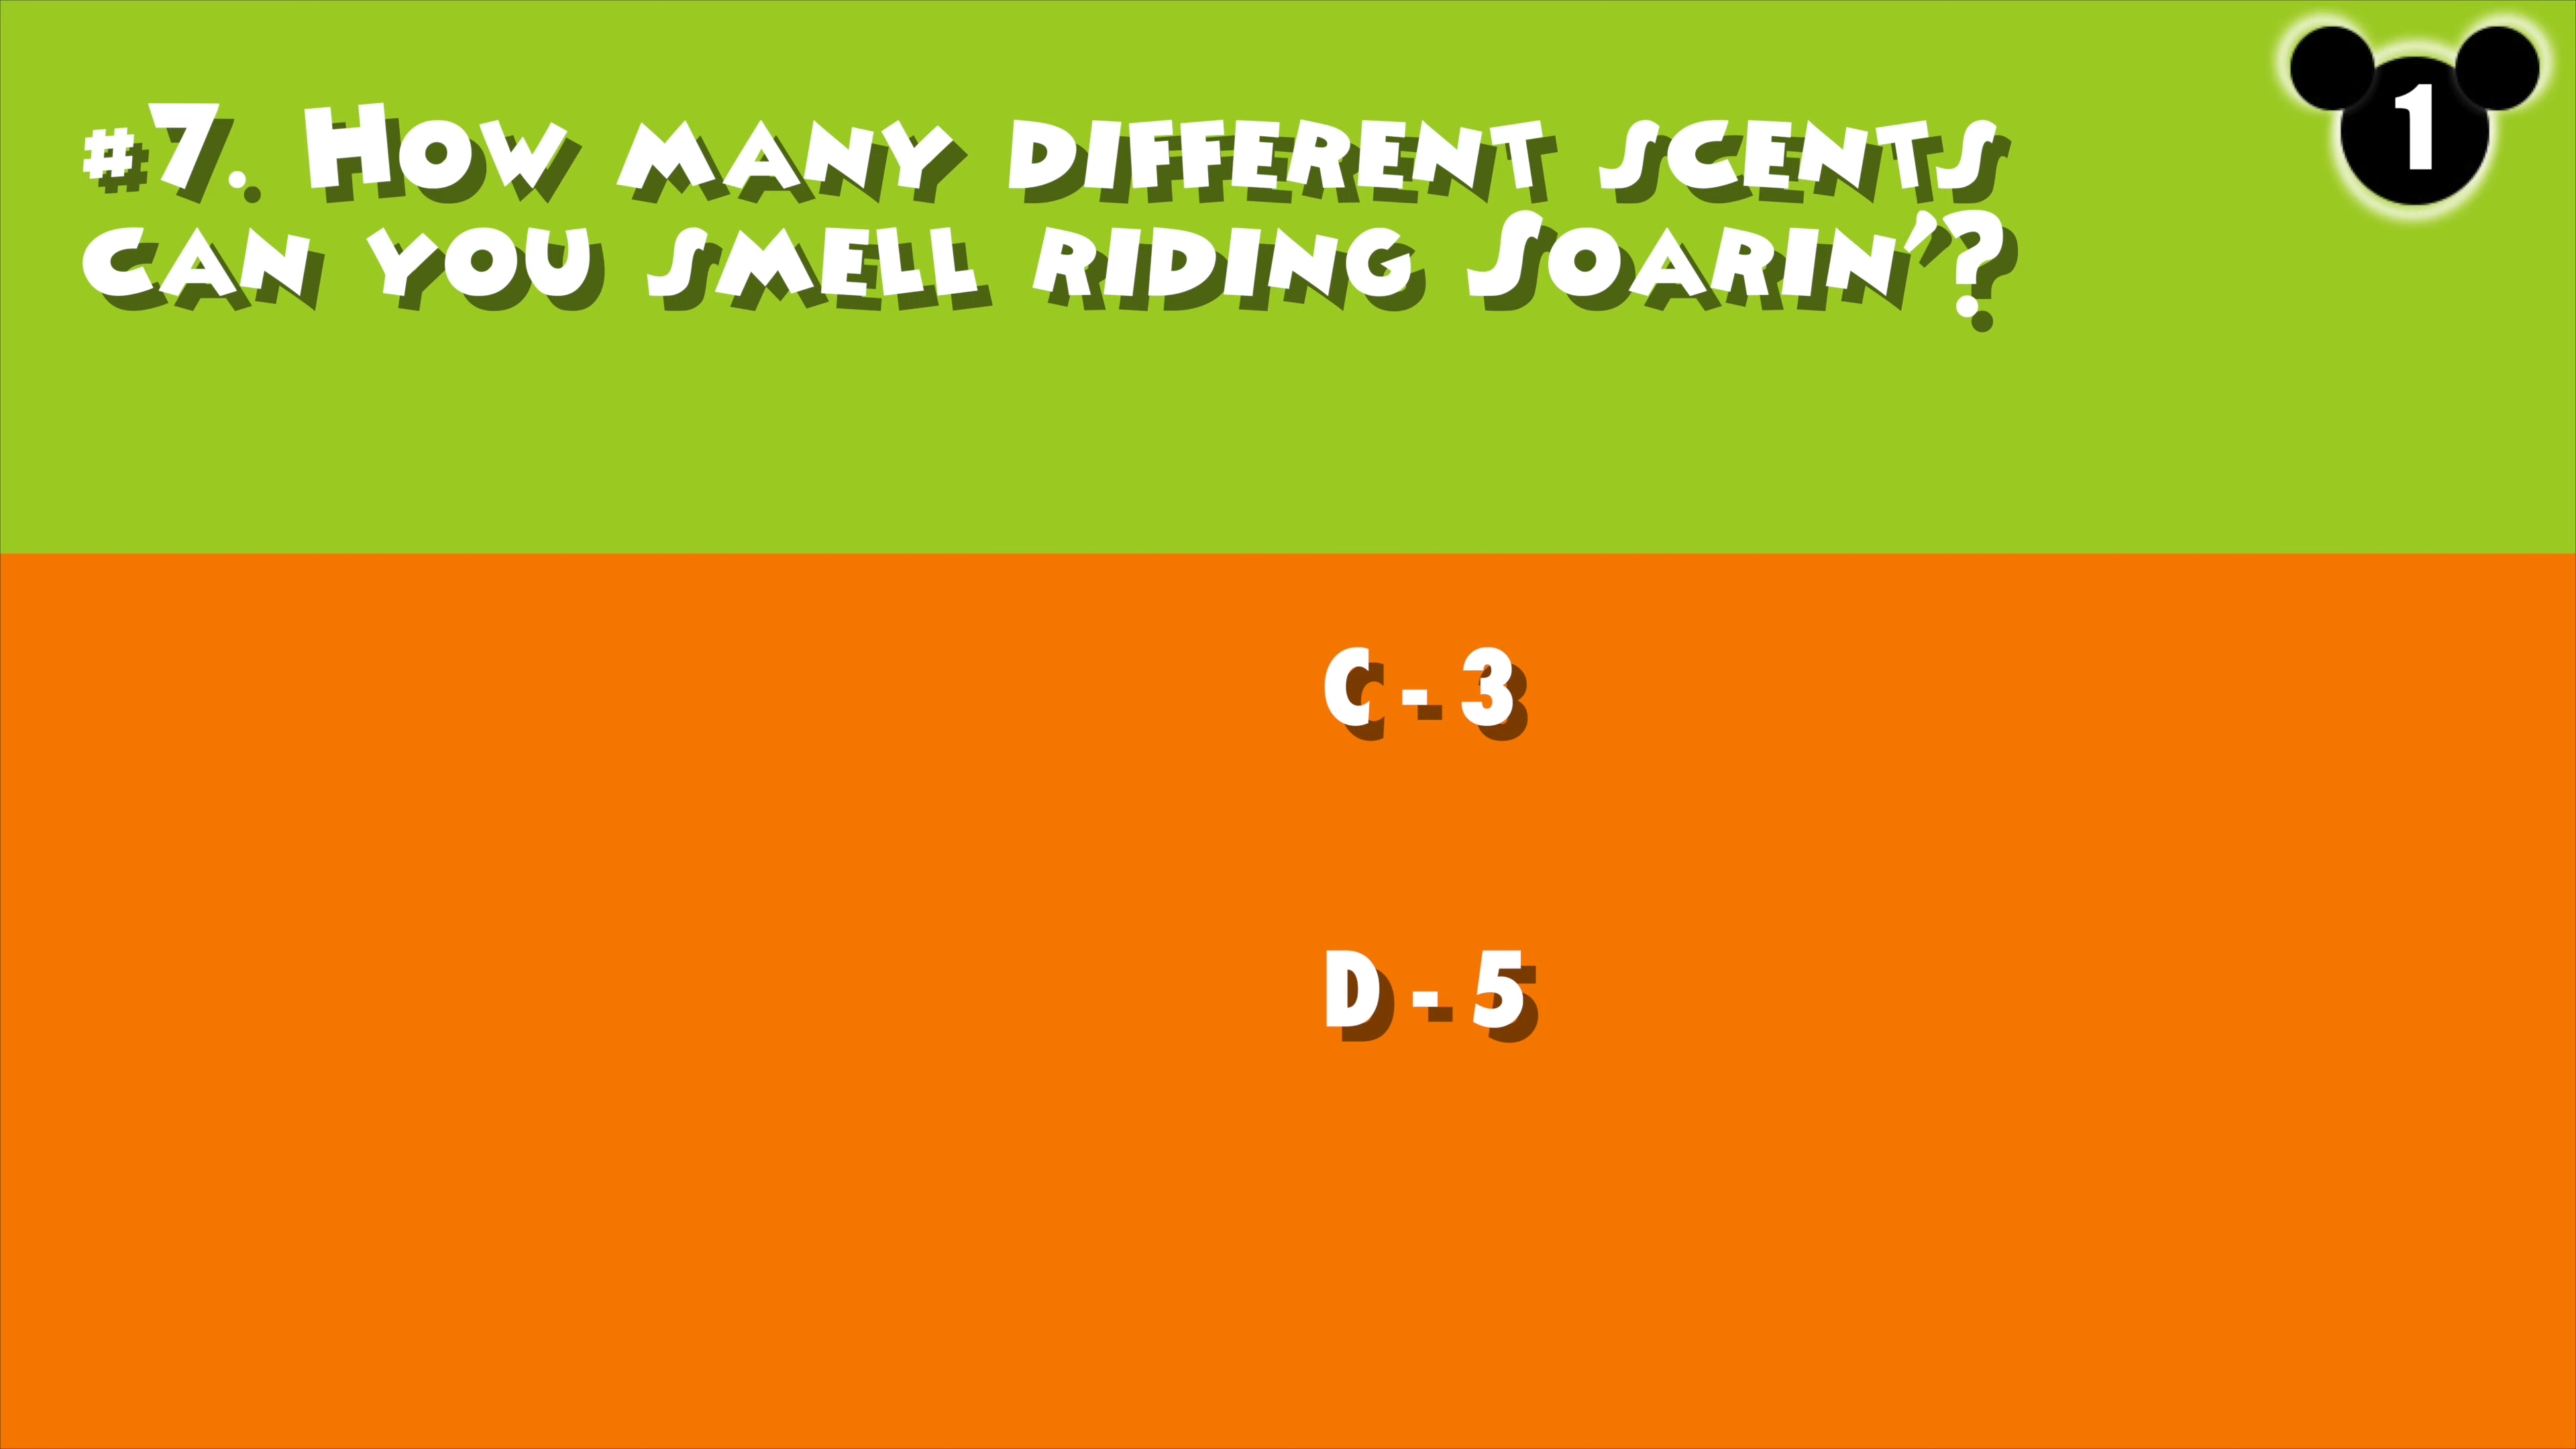 #7. How many different scents
can you smell riding Soarin'?
1
C - 3
D - 5